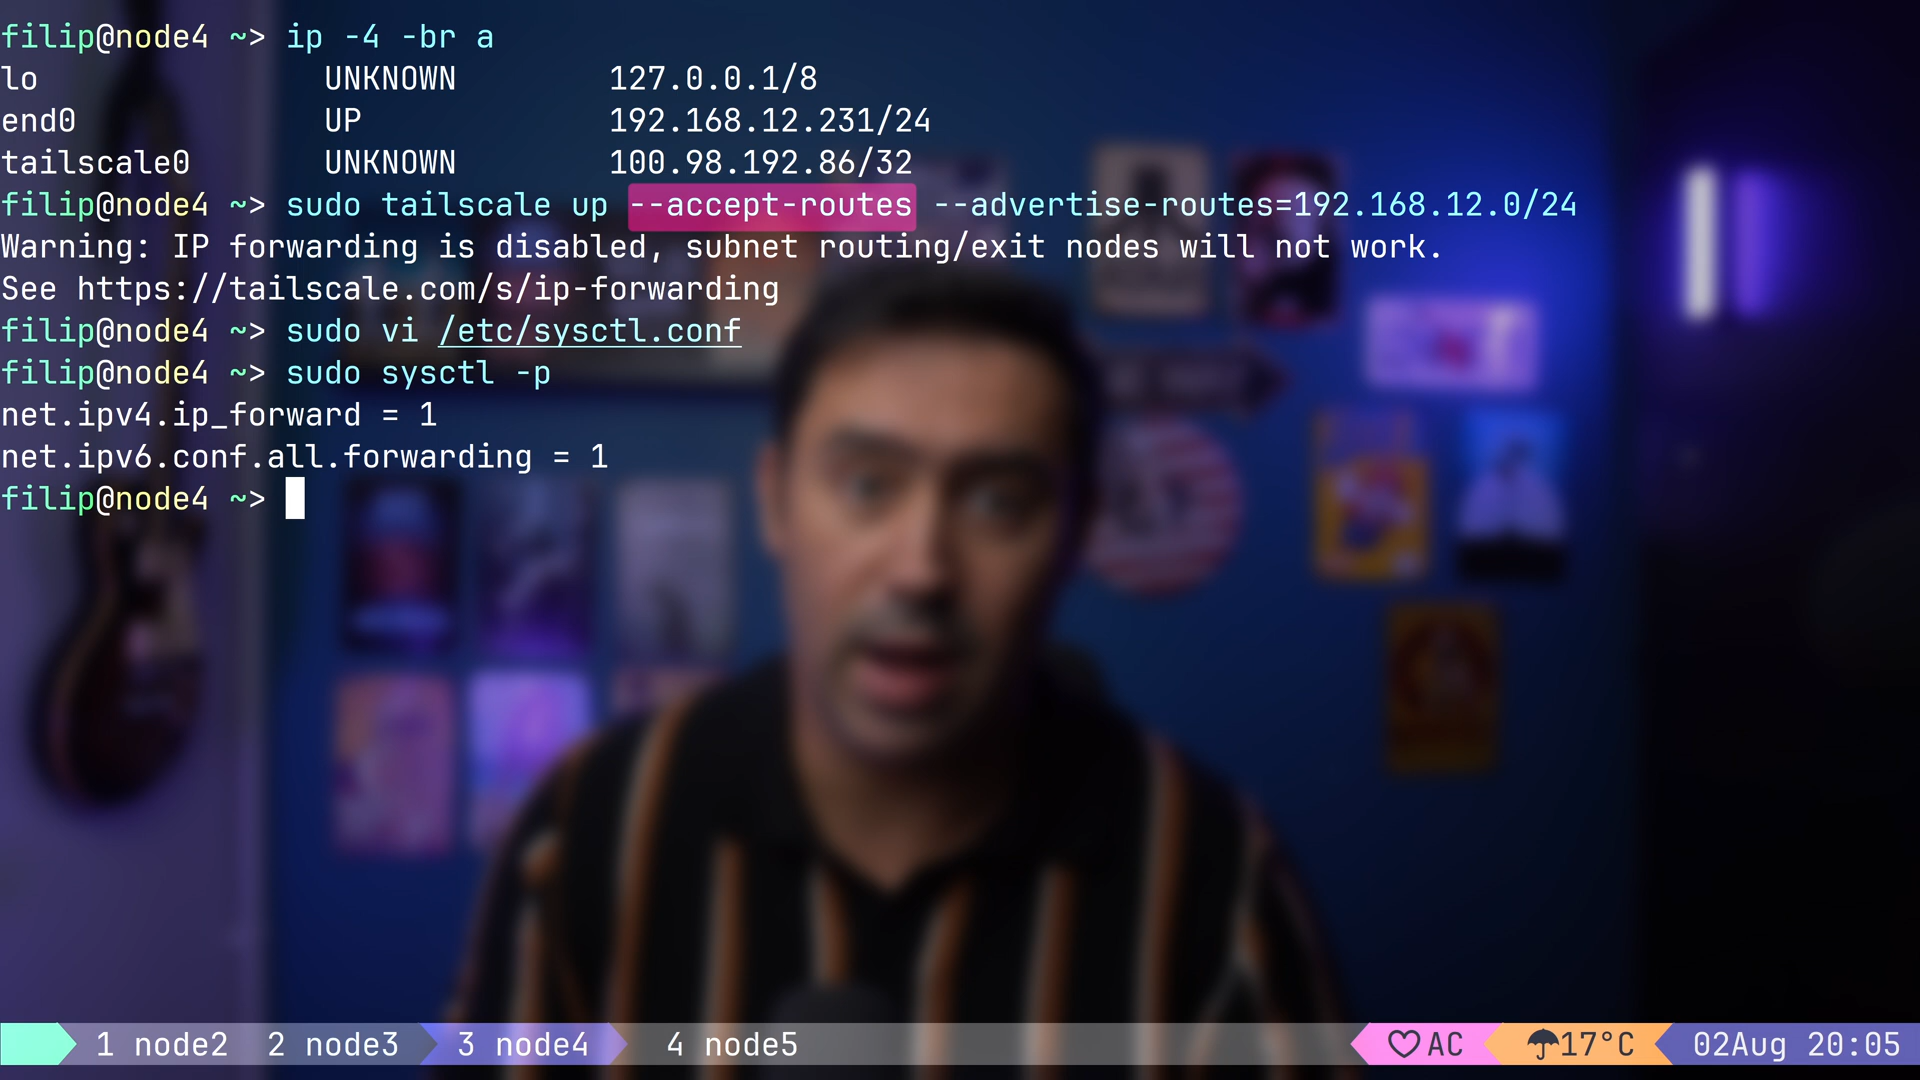 filip@node4 ~> ip -4 -br a
lo UNKNOWN 127.0.0.1/8
end0 UP 192.168.12.231/24
tailscale0 UNKNOWN 100.98.192.86/32
filip@node4 ~> sudo tailscale up --accept-routes --advertise-routes=192.168.12.0/24
Warning: IP forwarding is disabled, subnet routing/exit nodes will not work.
See https://tailscale.com/s/ip-forwarding
filip@node4 ~> sudo vi /etc/sysctl.conf
filip@node4 ~> sudo sysctl -p
net.ipv4.ip_forward = 1
net.ipv6.conf.all.forwarding = 1
filip@node4 ~>
1 node2 2 node3 3 node4 4 node5 AC 17°C 02Aug 20:05